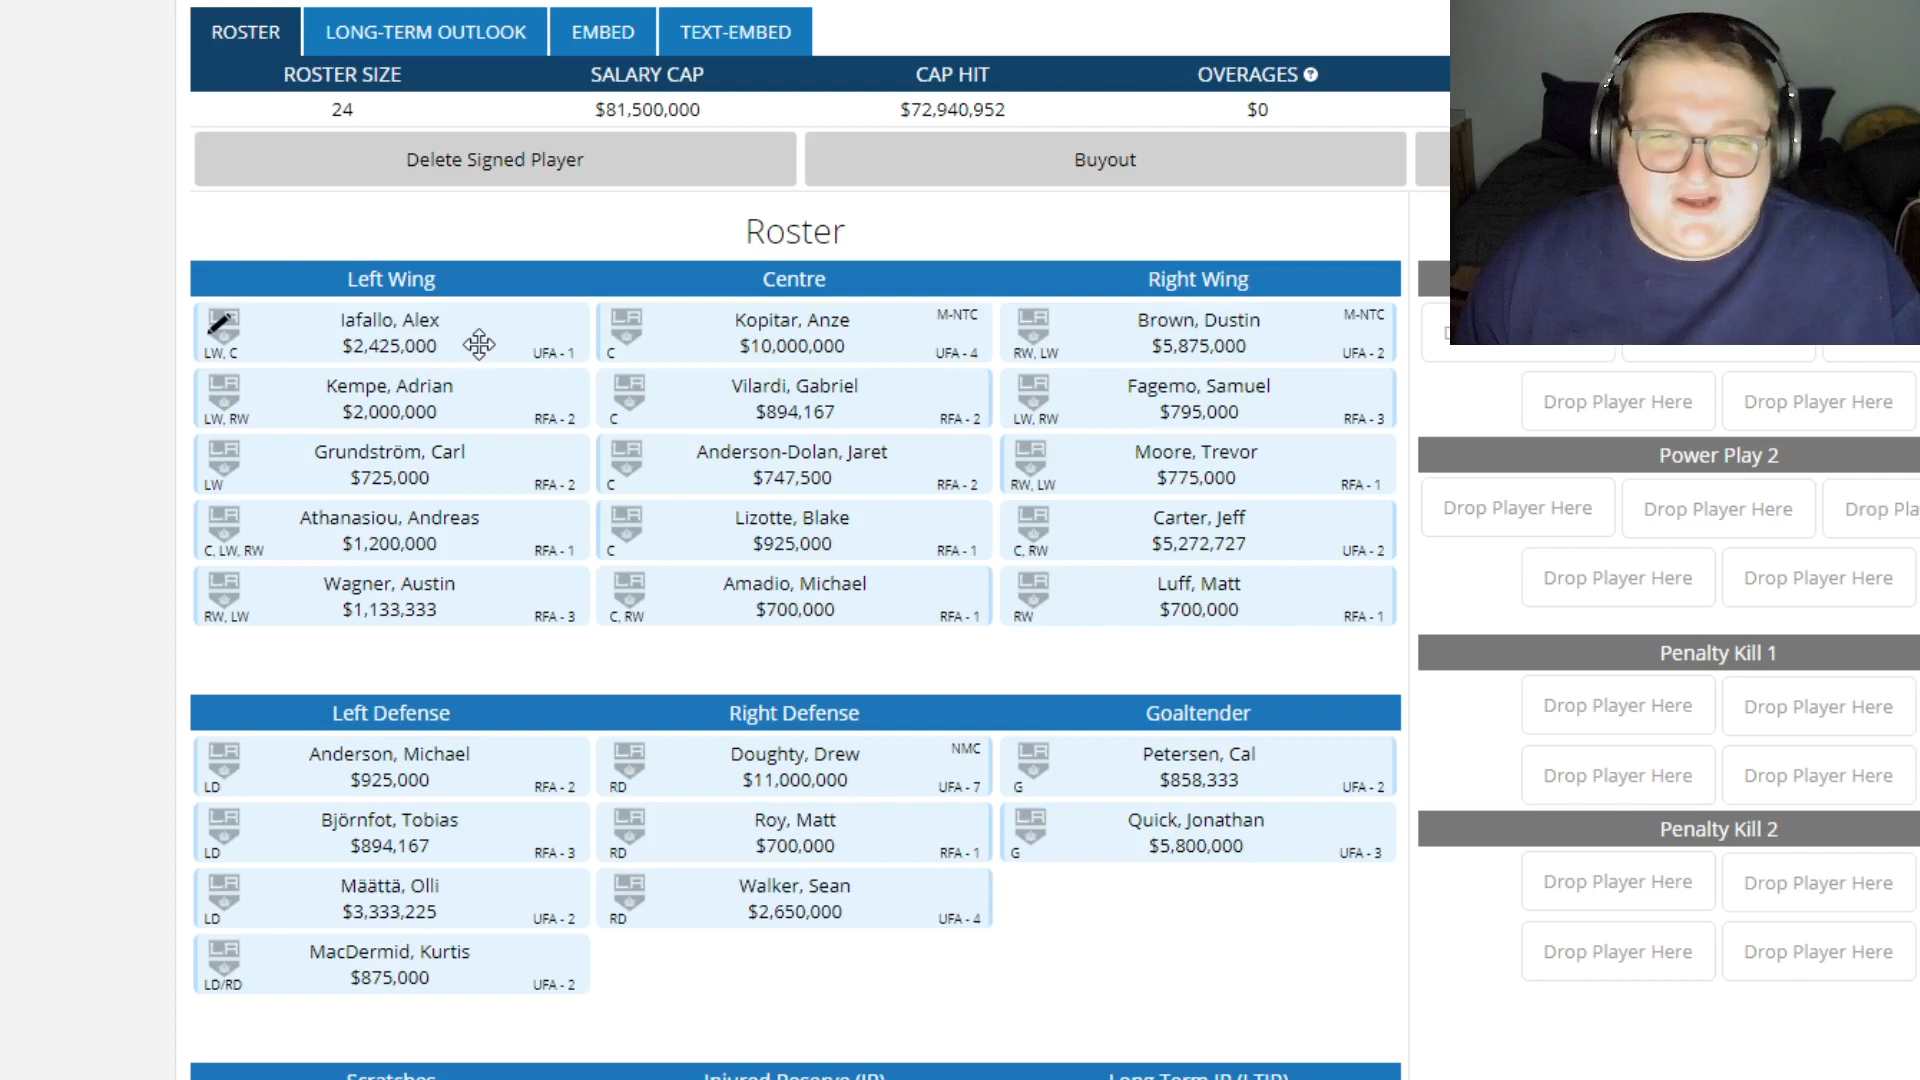 ROSTER LONG-TERM OUTLOOK EMBED TEXT-EMBED
ROSTER SIZE SALARY CAP CAP HIT OVERAGES ?
24 $81,500,000 $72,940,952 $0
Delete Signed Player Buyout
Roster
Left Wing Centre Right Wing
Iafallo, Alex
$2,425,000
LW, C UFA - 1
Kopitar, Anze M-NTC
$10,000,000
C UFA - 4
Brown, Dustin M-NTC
$5,875,000
RW, LW UFA - 2
Kempe, Adrian
$2,000,000
LW, RW RFA - 2
Vilardi, Gabriel
$894,167
C RFA - 2
Fagemo, Samuel
$795,000
LW, RW RFA - 3
Grundström, Carl
$725,000
LW RFA - 2
Anderson-Dolan, Jaret
$747,500
C RFA - 2
Moore, Trevor
$775,000
RW, LW RFA - 1
Athanasiou, Andreas
$1,200,000
C, LW, RW RFA - 1
Lizotte, Blake
$925,000
C RFA - 1
Carter, Jeff
$5,272,727
C, RW UFA - 2
Wagner, Austin
$1,133,333
RW, LW RFA - 3
Amadio, Michael
$700,000
C, RW RFA - 1
Luff, Matt
$700,000
RW RFA - 1
Left Defense Right Defense Goaltender
Anderson, Michael
$925,000
LD RFA - 2
Doughty, Drew NMC
$11,000,000
RD UFA - 7
Petersen, Cal
$858,333
G UFA - 2
Björnfot, Tobias
$894,167
LD RFA - 3
Roy, Matt
$700,000
RD RFA - 1
Quick, Jonathan
$5,800,000
G UFA - 3
Määttä, Olli
$3,333,225
LD UFA - 2
Walker, Sean
$2,650,000
RD UFA - 4
MacDermid, Kurtis
$875,000
LD/RD UFA - 2
Scratches Injured Reserve (IR) Long Term IR (LTIR)
Drop Player Here Drop Player Here
Power Play 2
Drop Player Here Drop Player Here Drop Pla
Drop Player Here Drop Player Here
Penalty Kill 1
Drop Player Here Drop Player Here
Drop Player Here Drop Player Here
Penalty Kill 2
Drop Player Here Drop Player Here
Drop Player Here Drop Player Here